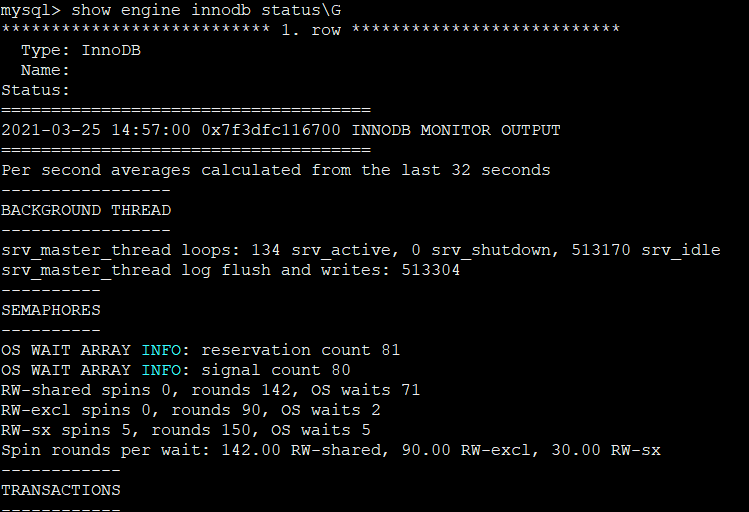 mysql> show engine innodb status\G
*************************** 1. row ***************************
  Type: InnoDB
  Name:
Status:
=====================================
2021-03-25 14:57:00 0x7f3dfc116700 INNODB MONITOR OUTPUT
=====================================
Per second averages calculated from the last 32 seconds
-----------------
BACKGROUND THREAD
-----------------
srv_master_thread loops: 134 srv_active, 0 srv_shutdown, 513170 srv_idle
srv_master_thread log flush and writes: 513304
----------
SEMAPHORES
----------
OS WAIT ARRAY INFO: reservation count 81
OS WAIT ARRAY INFO: signal count 80
RW-shared spins 0, rounds 142, OS waits 71
RW-excl spins 0, rounds 90, OS waits 2
RW-sx spins 5, rounds 150, OS waits 5
Spin rounds per wait: 142.00 RW-shared, 90.00 RW-excl, 30.00 RW-sx
------------
TRANSACTIONS
------------